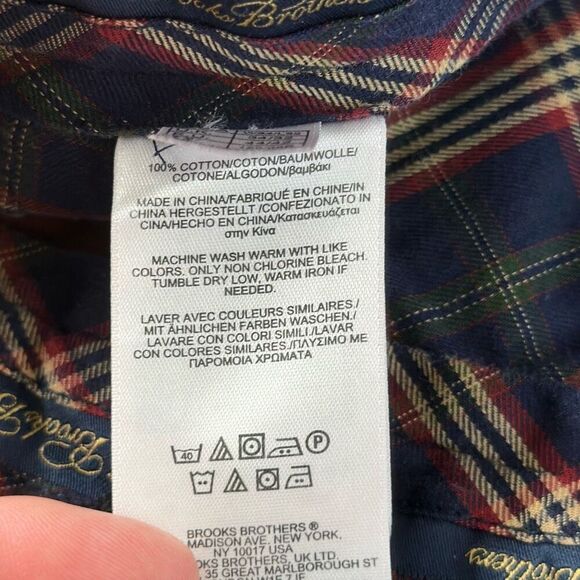 Brothers
100% COTTON/COTON/BAUMWOLLE/
COTONE/ALGODON/βαμβάκι
MADE IN CHINA/FABRIQUÉ EN CHINE/IN
CHINA HERGESTELLT /CONFEZIONATO IN
CINA/HECHO EN CHINA/Κατασκευάζεται
στην Κίνα
MACHINE WASH WARM WITH LIKE
COLORS. ONLY NON CHLORINE BLEACH.
TUMBLE DRY LOW, WARM IRON IF
NEEDED.
LAVER AVEC COULEURS SIMILAIRES./
MIT ÄHNLICHEN FARBEN WASCHEN./
LAVARE CON COLORI SIMILI./LAVAR
CON COLORES SIMILARES./ΠΛΥΣΙΜΟ ΜΕ
ΠΑΡΟΜΟΙΑ ΧΡΩΜΑΤΑ
40
P
BROOKS BROTHERS ®
MADISON AVE. NEW YORK,
NY 10017 USA
BROOKS BROTHERS, UK LTD.
35 GREAT MARLBOROUGH ST
Brooks B
Brothers